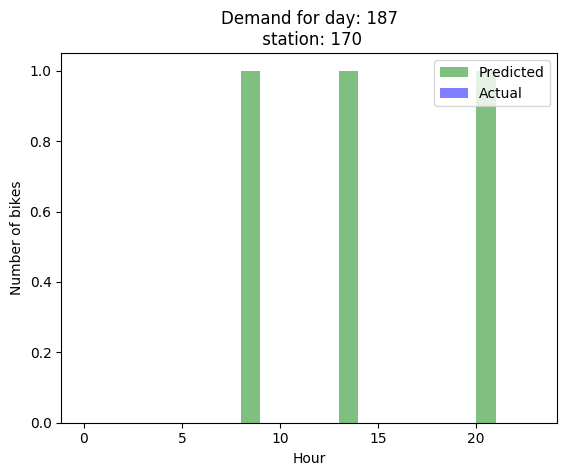 Demand for day: 187
station: 170
Predicted
Actual
1.0
0.8
0.6
0.4
0.2
0.0
Number of bikes
0
5
10
15
20
Hour